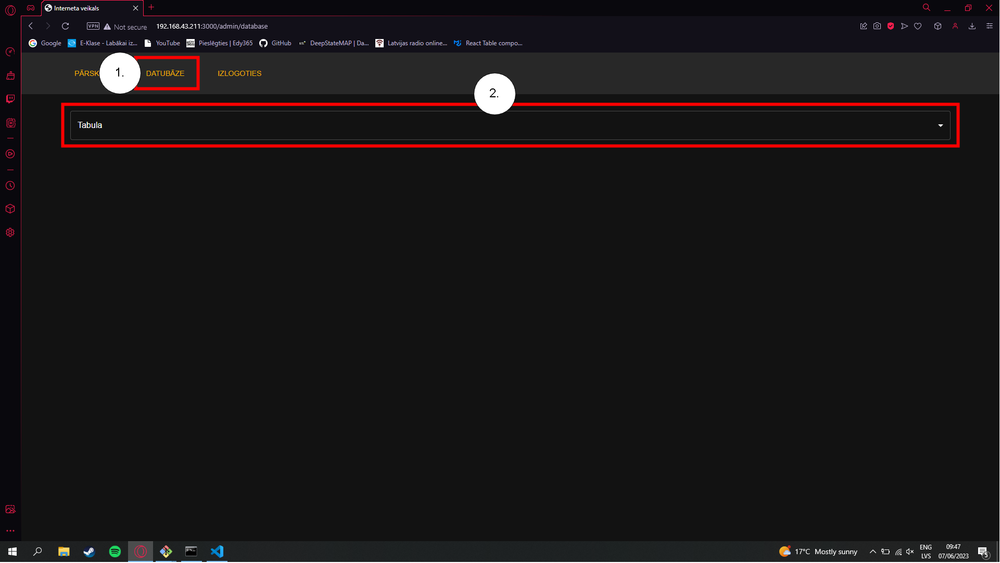 Interneta veikals
VPN Not secure 192.168.43.211:3000/admin/database
Google E-Klase - Labākai iz... YouTube Pieslēgties | Edy365 GitHub DeepStateMAP | Da... Latvijas radio online... React Table compo...
PĀRSK 1. DATUBĀZE IZLOGOTIES
2.
Tabula
17°C Mostly sunny
ENG
LVS
09:47
07/06/2023
5